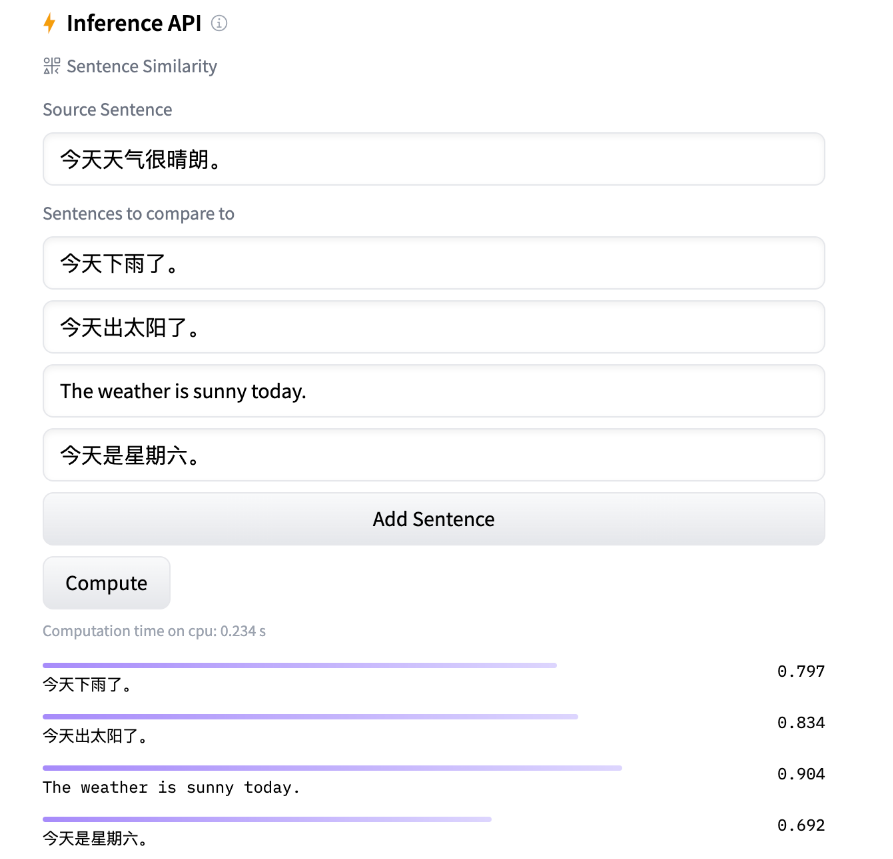 Inference API
Sentence Similarity
Source Sentence
今天天气很晴朗。
Sentences to compare to
今天下雨了。
今天出太阳了。
The weather is sunny today.
今天是星期六。
Add Sentence
Compute
Computation time on cpu: 0.234 s
今天下雨了。 0.797
今天出太阳了。 0.834
The weather is sunny today. 0.904
今天是星期六。 0.692